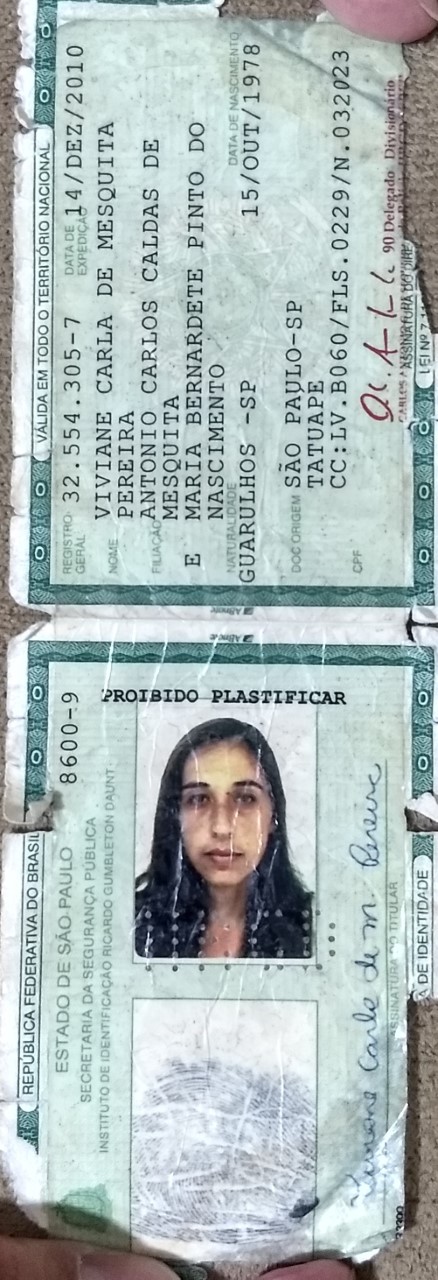 VÁLIDA EM TODO O TERRITÓRIO NACIONAL
REGISTRO GERAL 32.554.305-7 DATA DE EXPEDIÇÃO 14/DEZ/2010
NOME VIVIANE CARLA DE MESQUITA
PEREIRA
FILIAÇÃO ANTONIO CARLOS CALDAS DE
MESQUITA
E MARIA BERNARDETE PINTO DO
NASCIMENTO
NATURALIDADE GUARULHOS -SP DATA DE NASCIMENTO 15/OUT/1978
DOC ORIGEM SÃO PAULO-SP
TATUAPE
CC:LV.B060/FLS.0229/N.032023
CPF
90 Delegado Divisionário
ASSINATURA DO DIRE
LEI Nº 7.1
REPÚBLICA FEDERATIVA DO BRASIL
ESTADO DE SÃO PAULO 8600-9
SECRETARIA DA SEGURANÇA PÚBLICA
INSTITUTO DE IDENTIFICAÇÃO RICARDO GUMBLETON DAUNT
PROIBIDO PLASTIFICAR
Viviane Carla de M. Pereira
ASSINATURA DO TITULAR
A DE IDENTIDADE